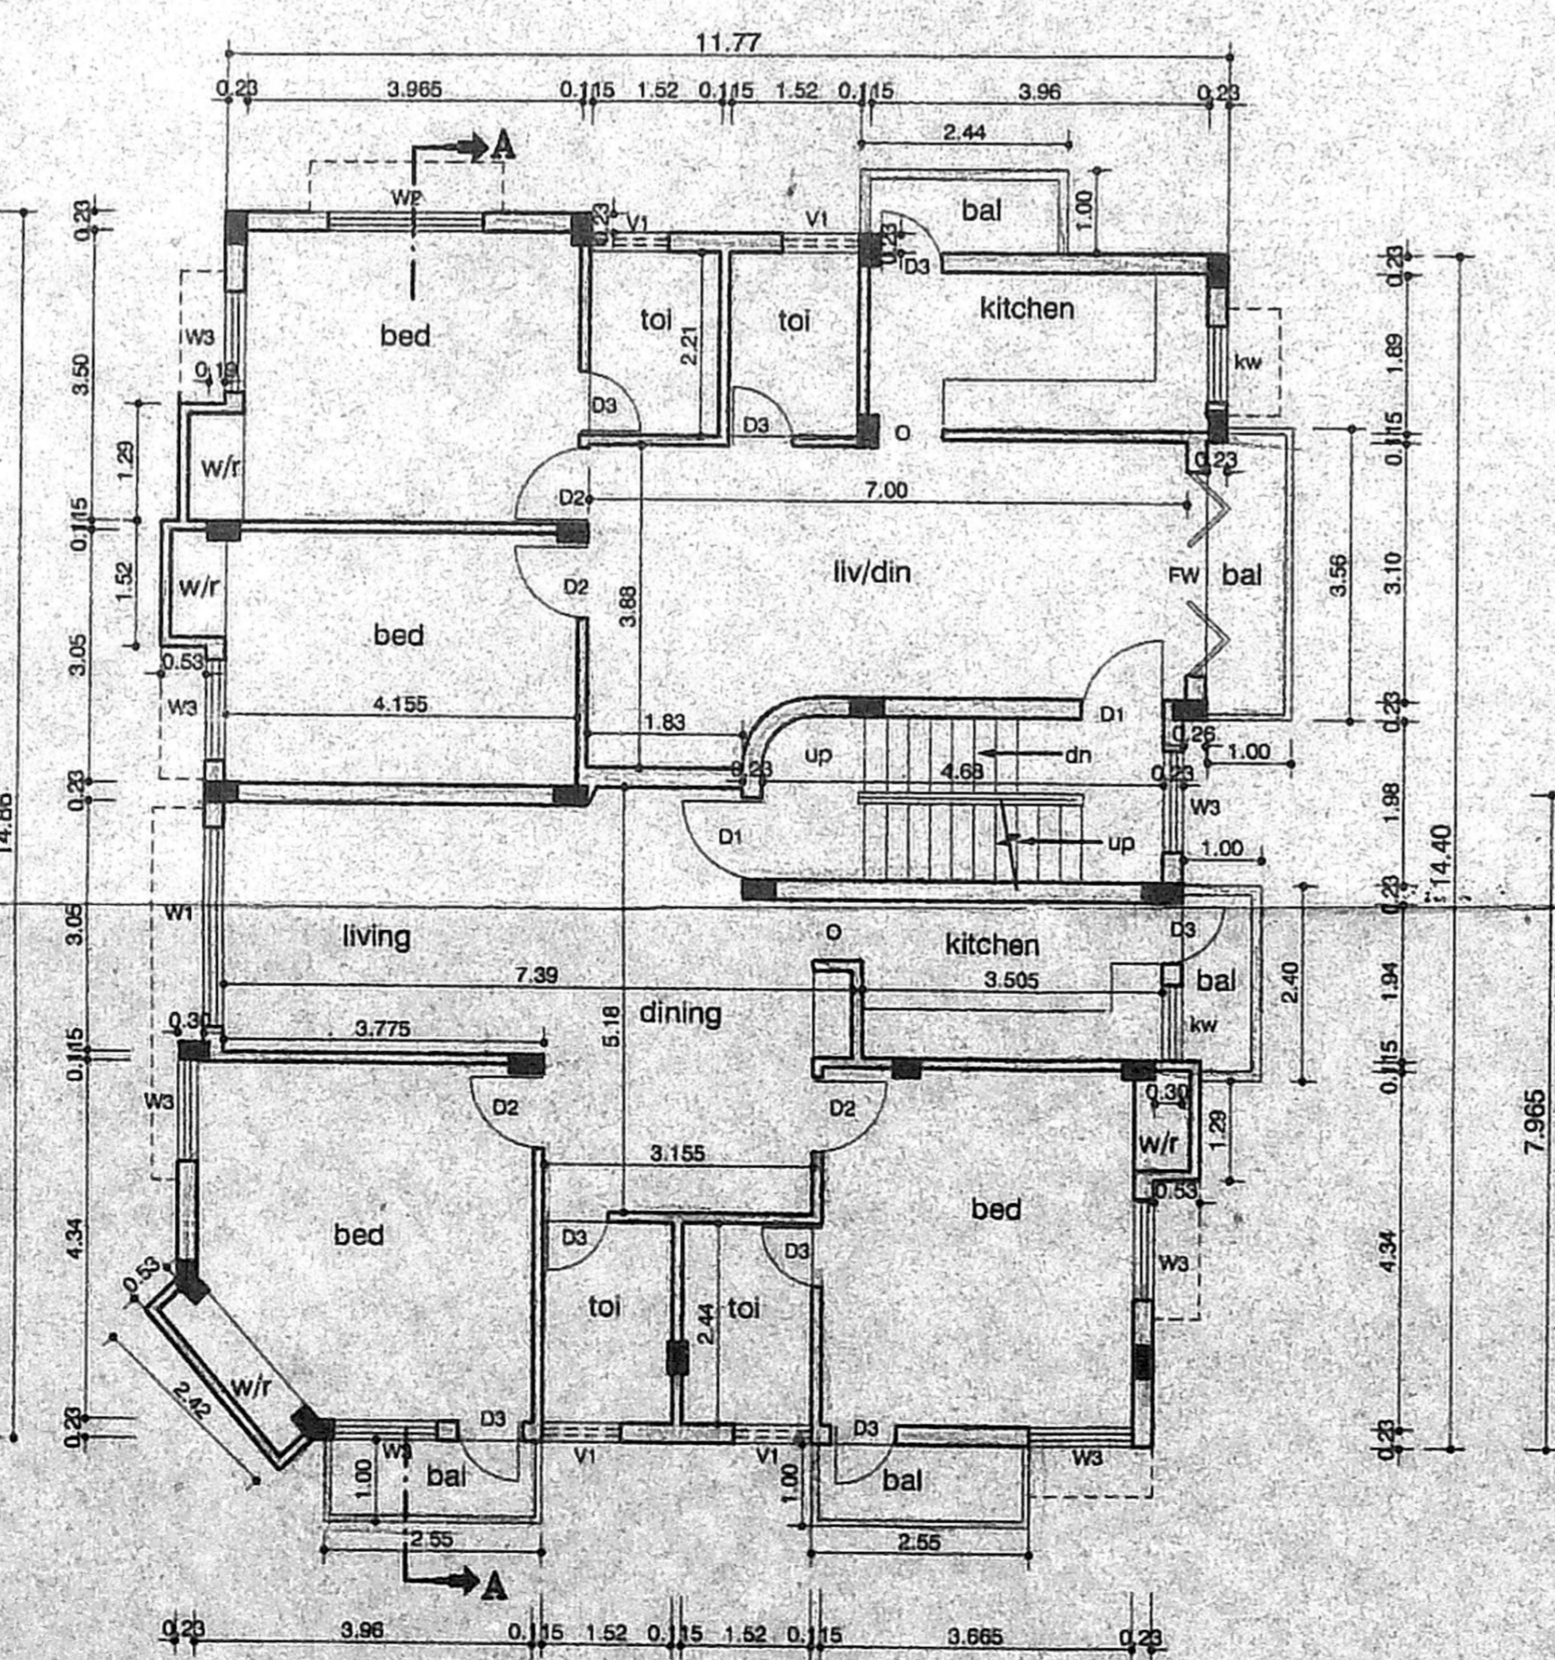 11.77
0.23 3.965 0.115 1.52 0.115 1.52 0.115 3.96 0.23
2.44
A
W2
bal
1.00
0.23
0.23 V1 V1
0.23 D3
0.23
kitchen
bed
toi
toi
2.21
W3
0.19
3.50
kw
1.89
D3
D3
O
0.115
1.29
w/r
0.23
D2
7.00
0.115
1.52
w/r
D2
liv/din
FW
bal
3.56
3.10
3.88
bed
3.05
0.53
W3
4.155
1.83
D1
0.23
0.26
1.00
up
dn
0.23
0.23
4.68
0.23
W3
1.98
D1
up
1.00
14.40
0.23
W1
3.05
living
O
kitchen
D3
7.39
3.505
bal
2.40
1.94
dining
5.18
0.30
3.775
kw
0.115
0.115
W3
D2
D2
0.30
w/r
1.29
7.965
3.155
0.53
bed
bed
4.34
4.34
D3
D3
W3
0.53
toi
toi
2.44
w/r
2.42
0.23
D3
D3
0.23
V1
V1
W3
1.00
bal
1.00
bal
2.55
2.55
A
0.23 3.96 0.115 1.52 0.115 1.52 0.115 3.665 0.23